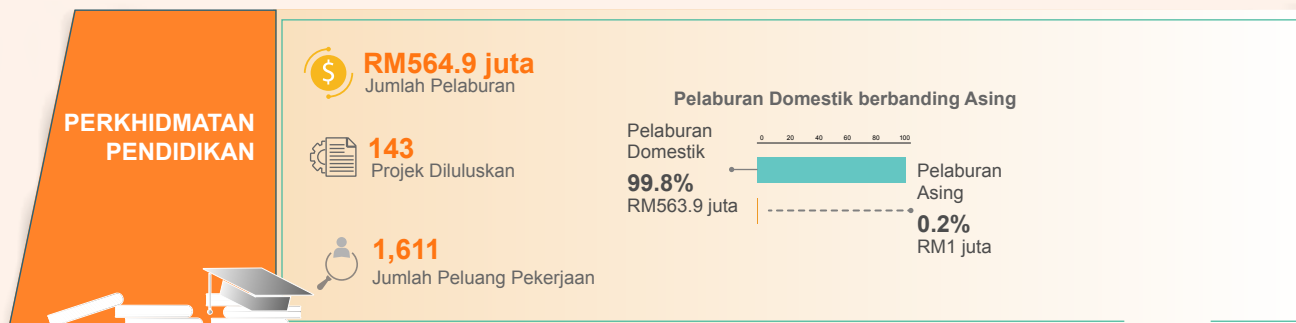 PERKHIDMATAN
PENDIDIKAN
$
RM564.9 juta
Jumlah Pelaburan
143
Projek Diluluskan
1,611
Jumlah Peluang Pekerjaan
Pelaburan Domestik berbanding Asing
Pelaburan
Domestik
99.8%
RM563.9 juta
0 20 40 60 80 100
Pelaburan
Asing
0.2%
RM1 juta